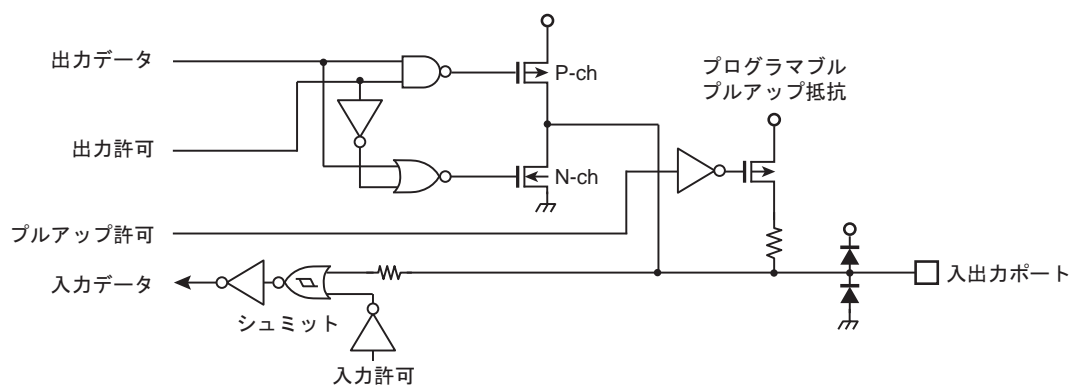 出力データ
P-ch
プログラマブル
プルアップ抵抗
出力許可
N-ch
プルアップ許可
入力データ
シュミット
入出力ポート
入力許可